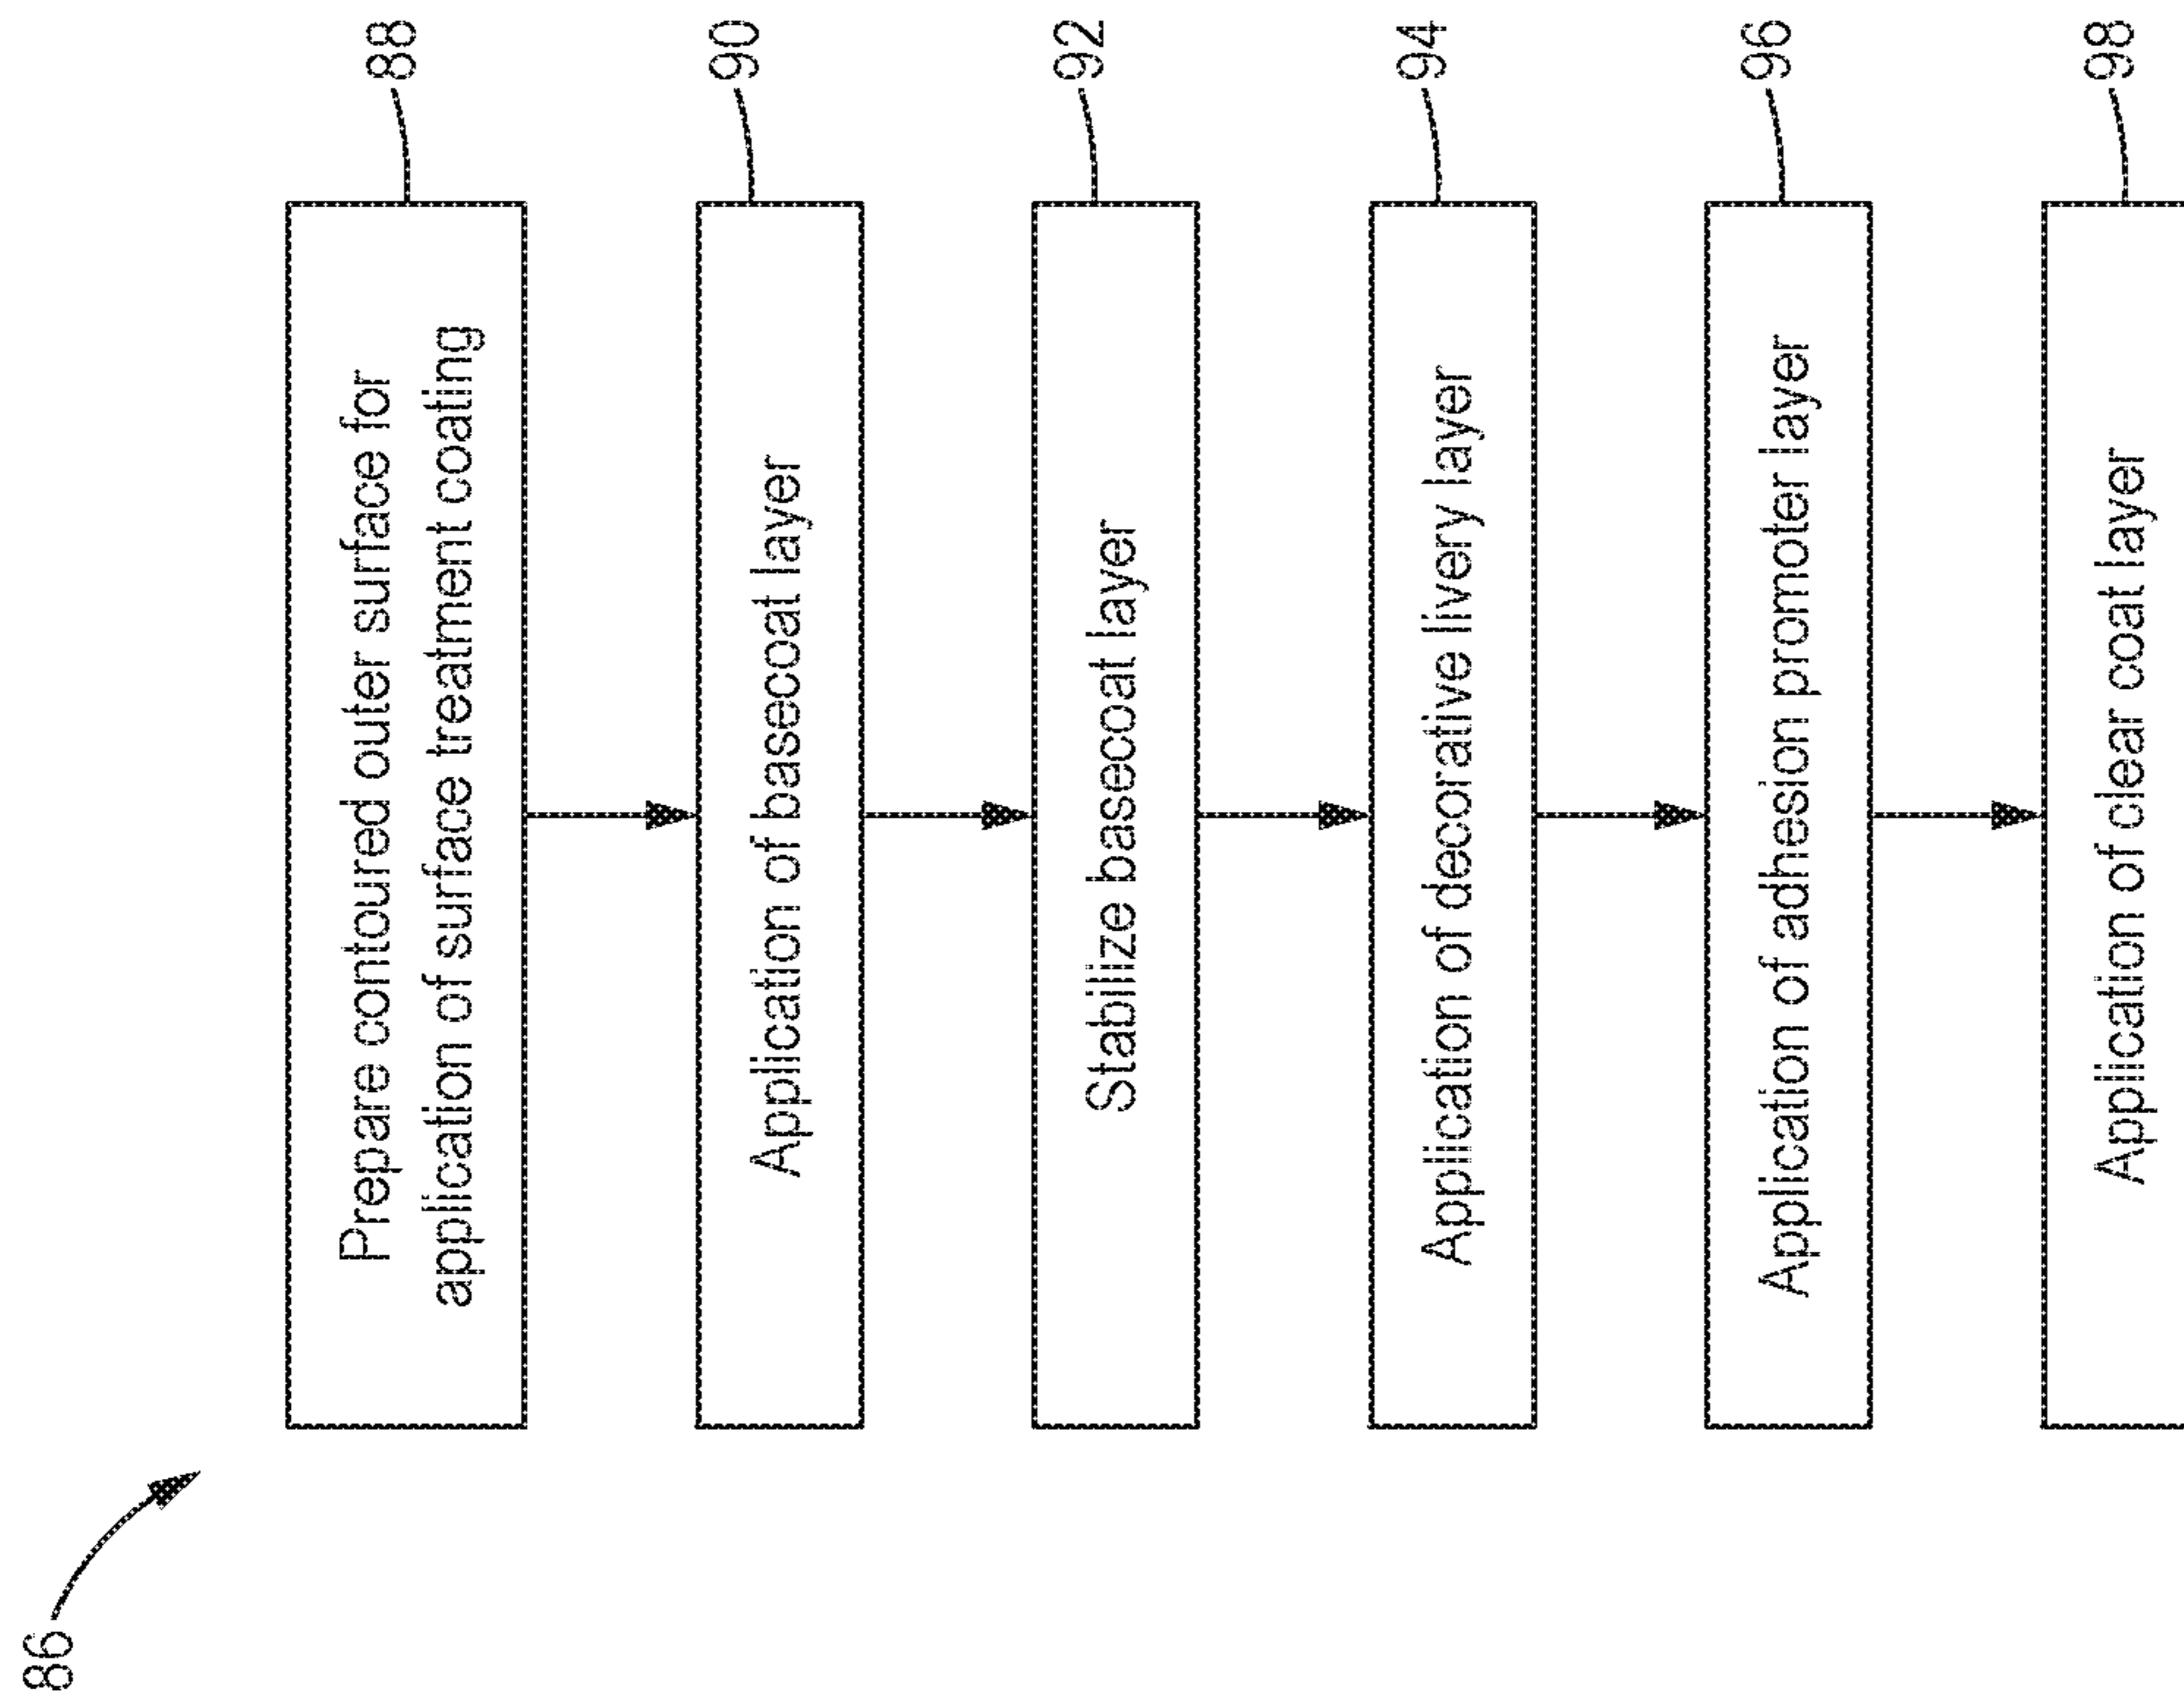 86
Prepare contoured outer surface for
application of surface treatment coating
88
Application of basecoat layer
90
Stabilize basecoat layer
92
Application of decorative livery layer
94
Application of adhesion promoter layer
96
Application of clear coat layer
98